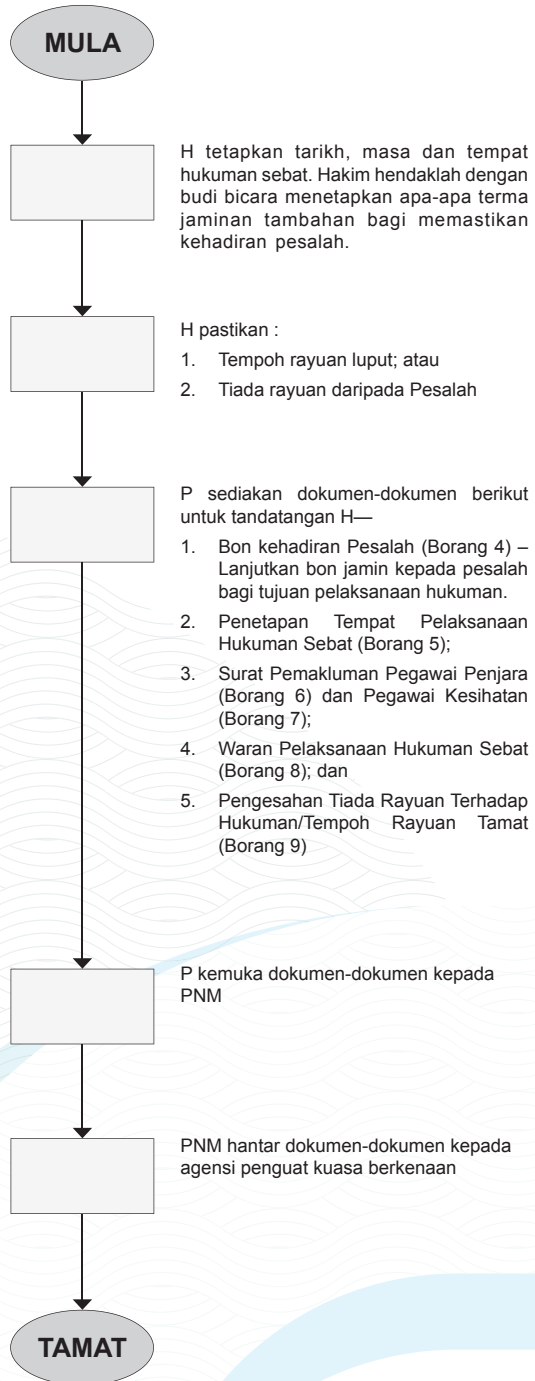 MULA
H tetapkan tarikh, masa dan tempat
hukuman sebat. Hakim hendaklah dengan
budi bicara menetapkan apa-apa terma
jaminan tambahan bagi memastikan
kehadiran pesalah.
H pastikan :
1. Tempoh rayuan luput; atau
2. Tiada rayuan daripada Pesalah
P sediakan dokumen-dokumen berikut
untuk tandatangan H—
1. Bon kehadiran Pesalah (Borang 4) –
Lanjutkan bon jamin kepada pesalah
bagi tujuan pelaksanaan hukuman.
2. Penetapan Tempat Pelaksanaan
Hukuman Sebat (Borang 5);
3. Surat Pemakluman Pegawai Penjara
(Borang 6) dan Pegawai Kesihatan
(Borang 7);
4. Waran Pelaksanaan Hukuman Sebat
(Borang 8); dan
5. Pengesahan Tiada Rayuan Terhadap
Hukuman/Tempoh Rayuan Tamat
(Borang 9)
P kemuka dokumen-dokumen kepada
PNM
PNM hantar dokumen-dokumen kepada
agensi penguat kuasa berkenaan
TAMAT